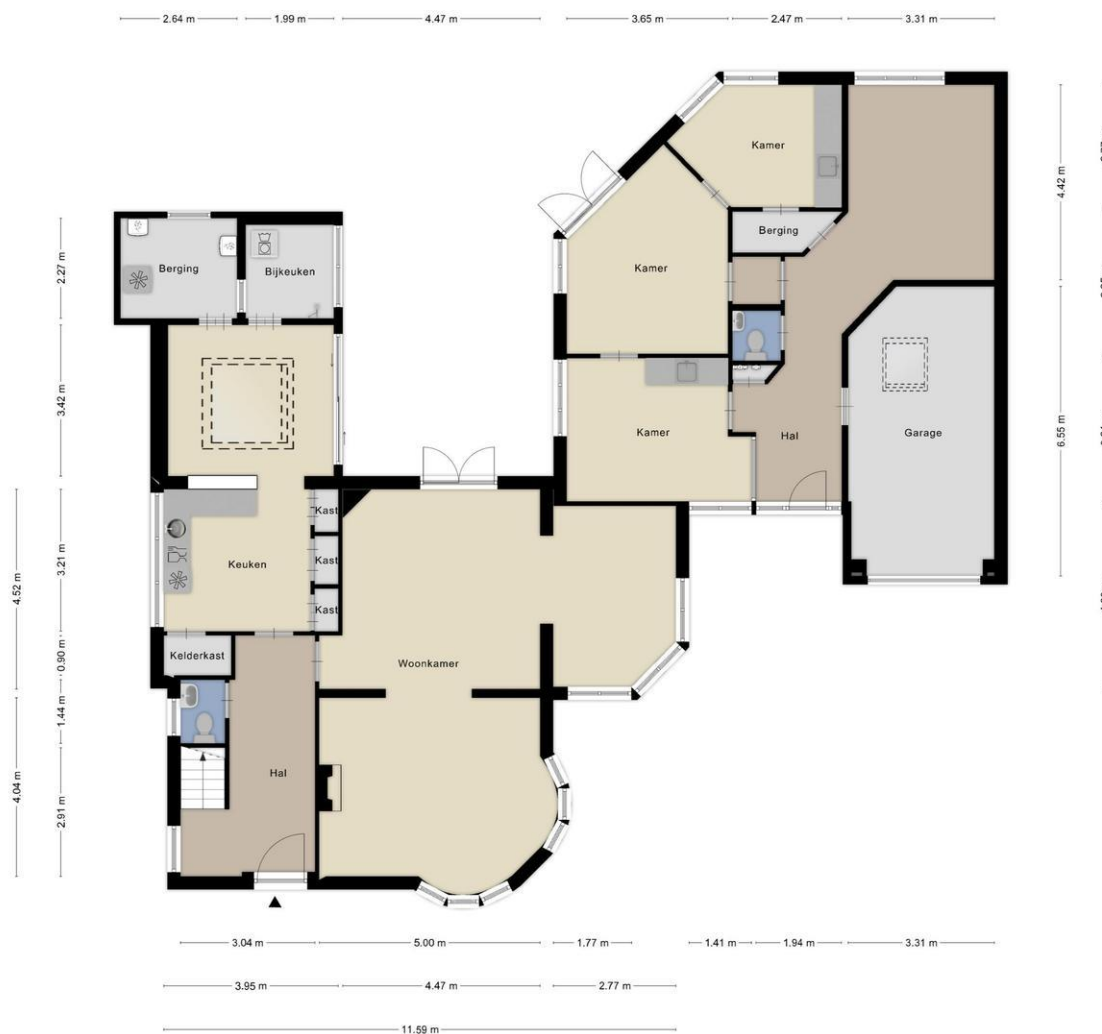 2.64 m 1.99 m 4.47 m 3.65 m 2.47 m 3.31 m
Kamer
4.42 m
Berging
Kamer
2.27 m
Berging
Bijkeuken
3.42 m
Kamer
Hal
Garage
6.55 m
Kast
Kast
Kast
Keuken
4.52 m
3.21 m
Kelderkast
Woonkamer
0.90 m
1.44 m
Hal
4.04 m
2.91 m
3.04 m 5.00 m 1.77 m 1.41 m 1.94 m 3.31 m
3.95 m 4.47 m 2.77 m
11.59 m